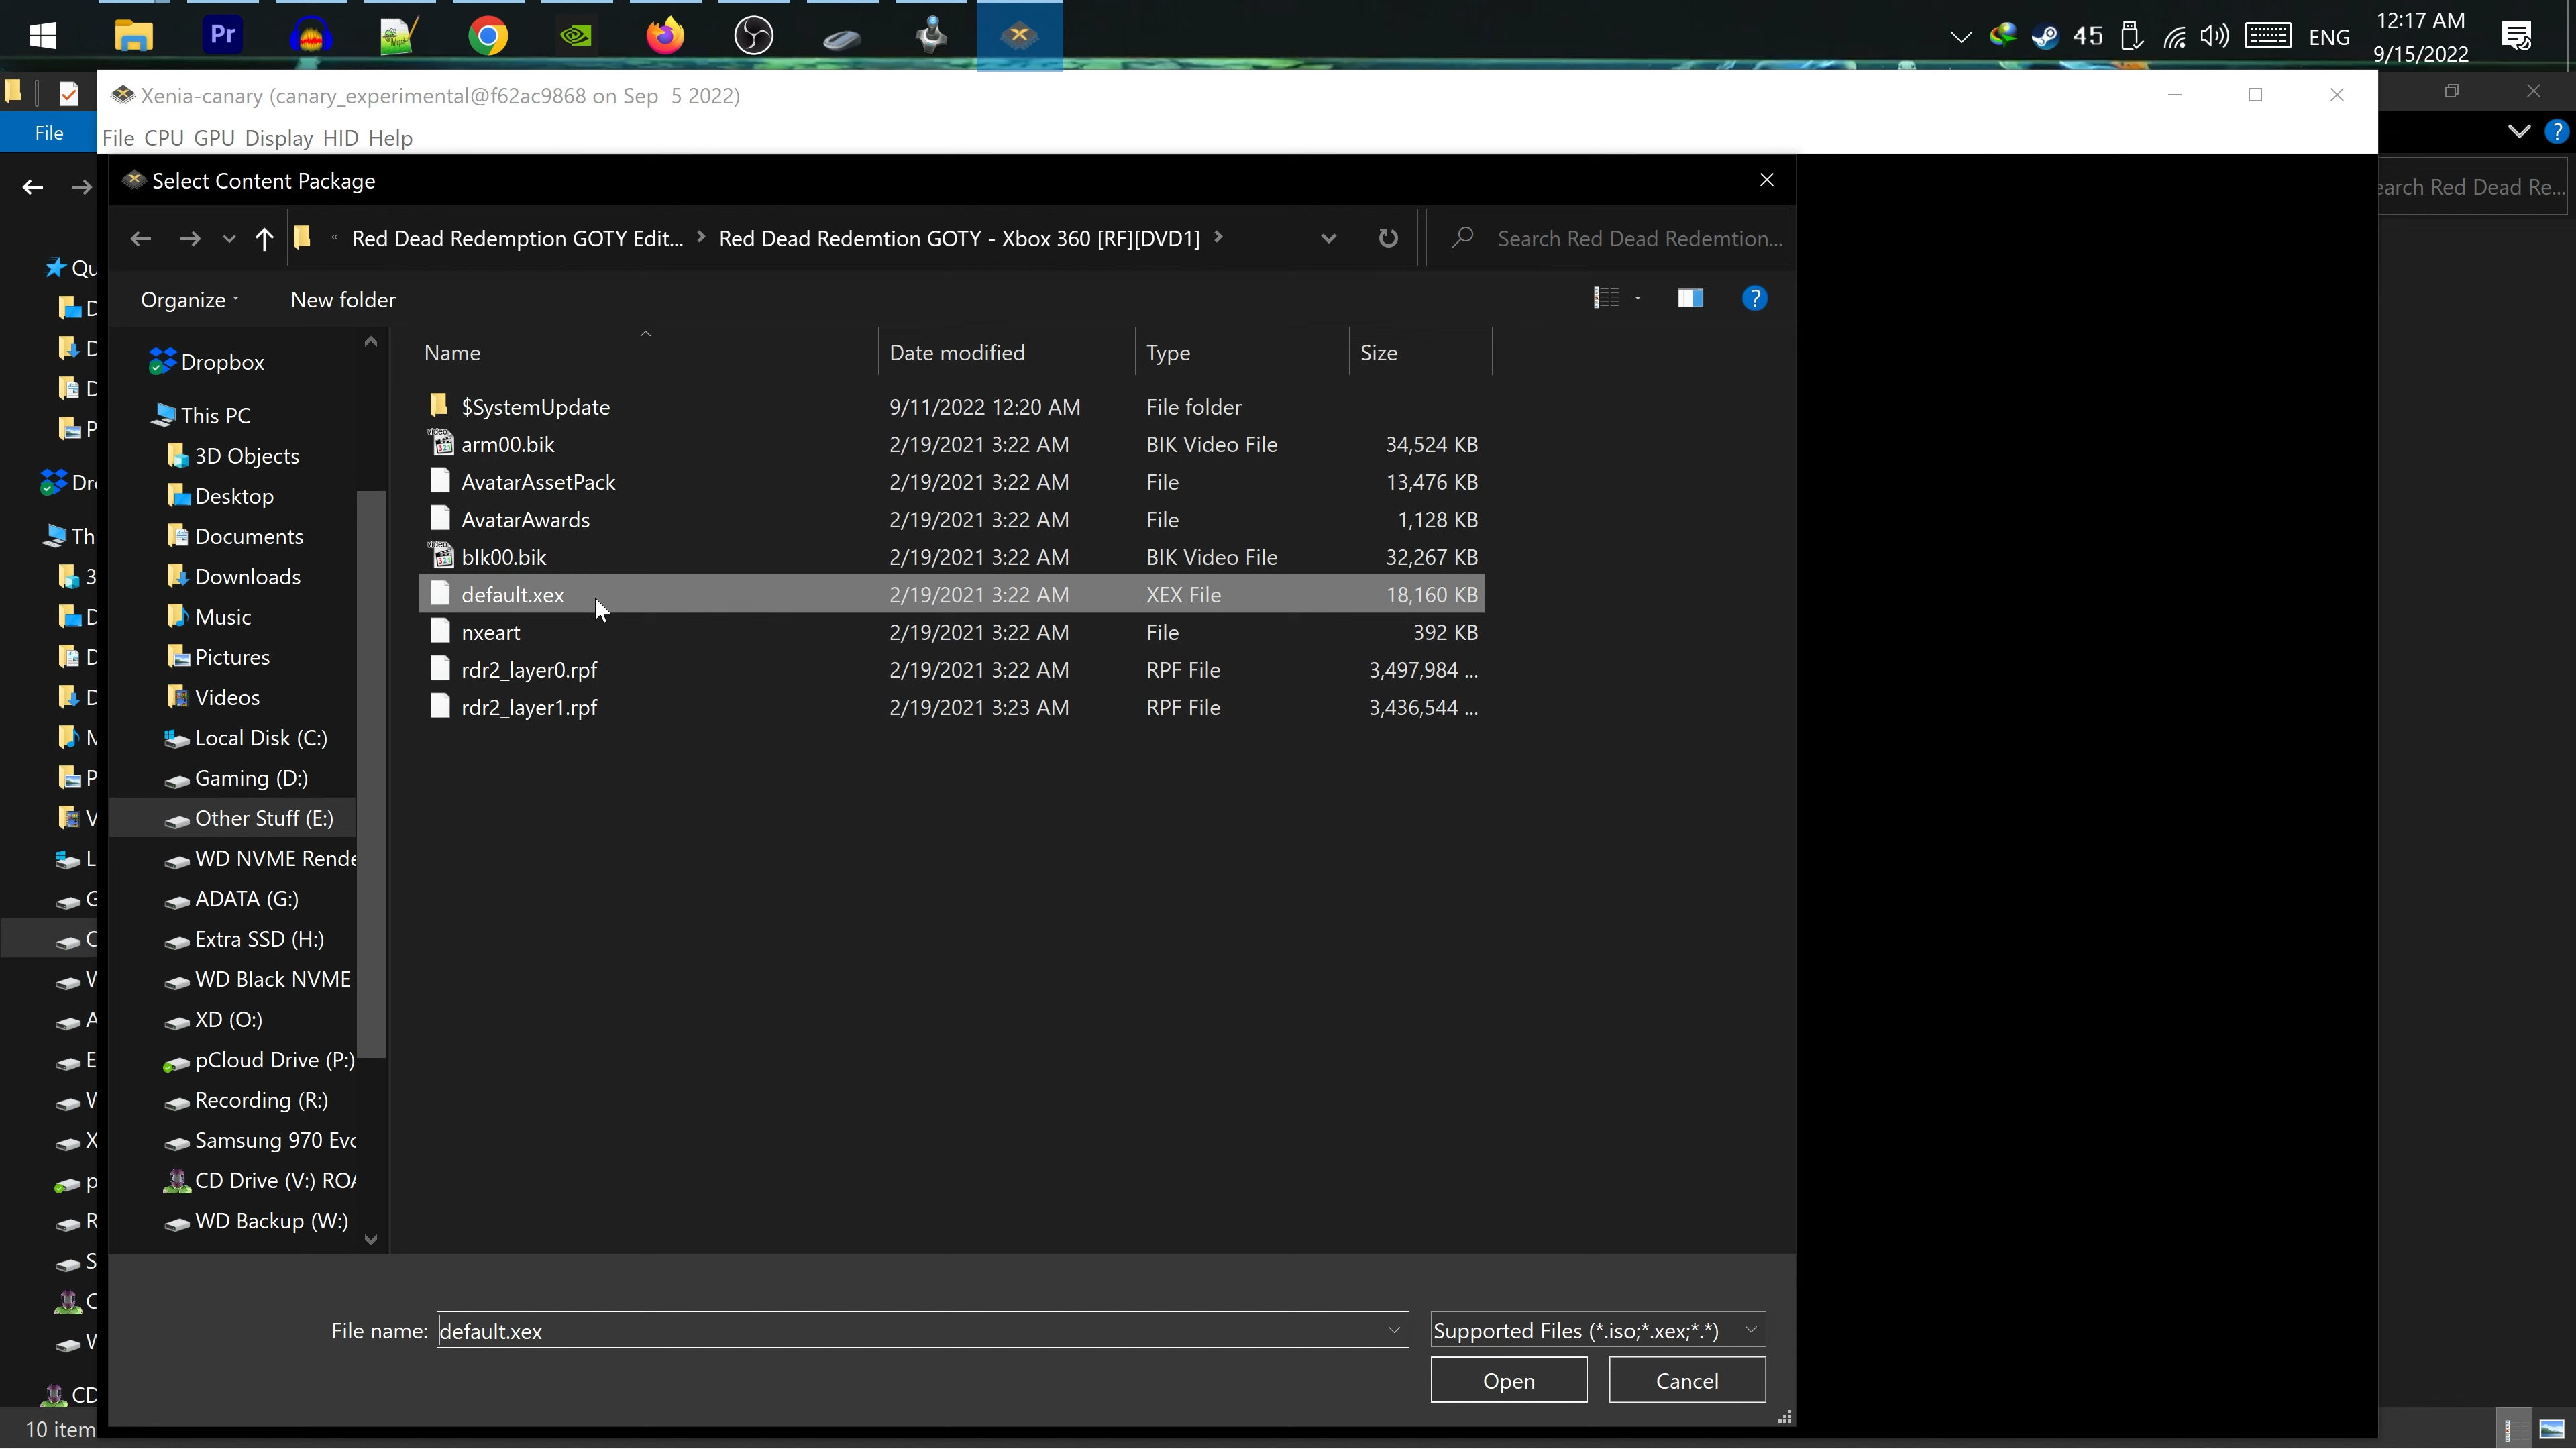 Pr
45
ENG
12:17 AM
9/15/2022
Xenia-canary (canary_experimental@f62ac9868 on Sep 5 2022)
File
File CPU GPU Display HID Help
Select Content Package
« Red Dead Redemption GOTY Edit... > Red Dead Redemtion GOTY - Xbox 360 [RF][DVD1] >
Search Red Dead Redemtion...
earch Red Dead Re...
Organize
New folder
Name Date modified Type Size
$SystemUpdate 9/11/2022 12:20 AM File folder
arm00.bik 2/19/2021 3:22 AM BIK Video File 34,524 KB
AvatarAssetPack 2/19/2021 3:22 AM File 13,476 KB
AvatarAwards 2/19/2021 3:22 AM File 1,128 KB
blk00.bik 2/19/2021 3:22 AM BIK Video File 32,267 KB
default.xex 2/19/2021 3:22 AM XEX File 18,160 KB
nxeart 2/19/2021 3:22 AM File 392 KB
rdr2_layer0.rpf 2/19/2021 3:22 AM RPF File 3,497,984 ...
rdr2_layer1.rpf 2/19/2021 3:23 AM RPF File 3,436,544 ...
Dropbox
This PC
3D Objects
Desktop
Documents
Downloads
Music
Pictures
Videos
Local Disk (C:)
Gaming (D:)
Other Stuff (E:)
WD NVME Rende
ADATA (G:)
Extra SSD (H:)
WD Black NVME
XD (O:)
pCloud Drive (P:)
Recording (R:)
Samsung 970 Evo
CD Drive (V:) ROA
WD Backup (W:)
File name: default.xex
Supported Files (*.iso;*.xex;*.*)
Open
Cancel
10 item